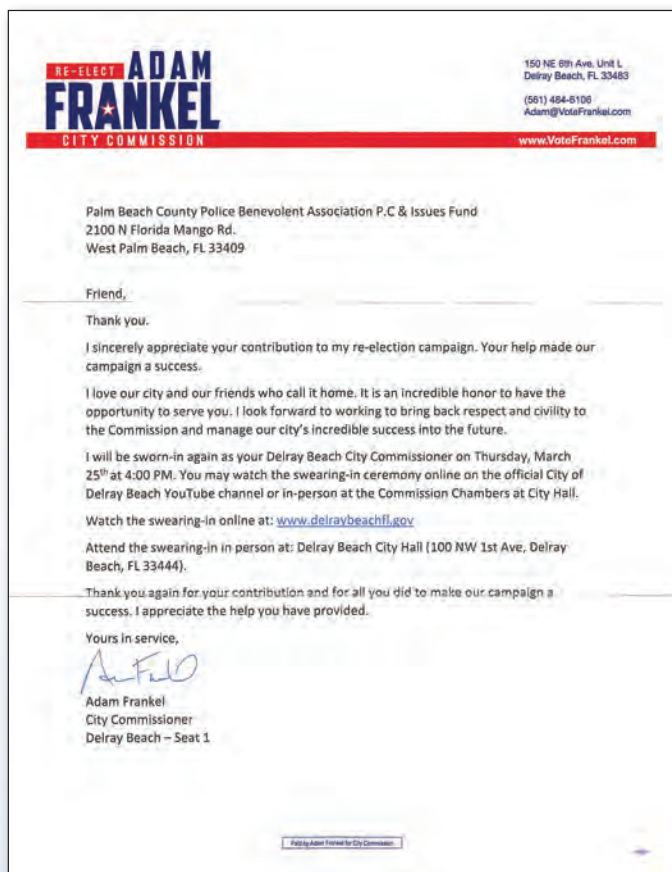 RE-ELECT ADAM
FRANKEL
CITY COMMISSION
150 NE 6th Ave. Unit L
Delray Beach, FL 33483
(561) 484-6106
Adam@VoteFrankel.com
www.VoteFrankel.com
Palm Beach County Police Benevolent Association P.C & Issues Fund
2100 N Florida Mango Rd.
West Palm Beach, FL 33409
Friend,
Thank you.
I sincerely appreciate your contribution to my re-election campaign. Your help made our
campaign a success.
I love our city and our friends who call it home. It is an incredible honor to have the
opportunity to serve you. I look forward to working to bring back respect and civility to
the Commission and manage our city's incredible success into the future.
I will be sworn-in again as your Delray Beach City Commissioner on Thursday, March
25th at 4:00 PM. You may watch the swearing-in ceremony online on the official City of
Delray Beach YouTube channel or in-person at the Commission Chambers at City Hall.
Watch the swearing-in online at: www.delraybeachfl.gov
Attend the swearing-in in person at: Delray Beach City Hall (100 NW 1st Ave, Delray
Beach, FL 33444).
Thank you again for your contribution and for all you did to make our campaign a
success. I appreciate the help you have provided.
Yours in service,
Adam Frankel
City Commissioner
Delray Beach – Seat 1
Paid by Adam Frankel for City Commission